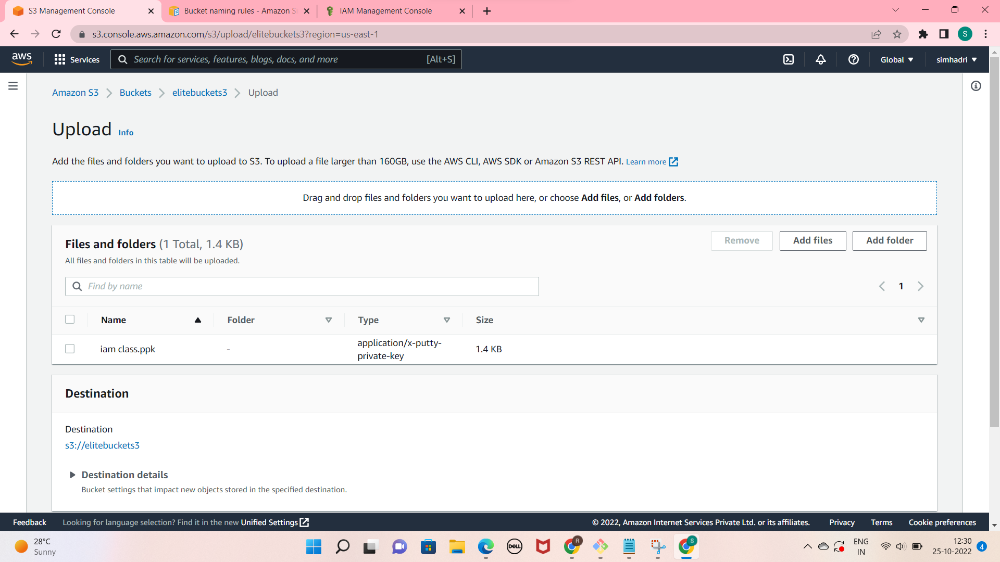 S3 Management Console
Bucket naming rules - Amazon Si
IAM Management Console
s3.console.aws.amazon.com/s3/upload/elitebuckets3?region=us-east-1
S
aws
Services
Search for services, features, blogs, docs, and more
[Alt+S]
Global
simhadri
Amazon S3
Buckets
elitebuckets3
Upload
Upload Info
Add the files and folders you want to upload to S3. To upload a file larger than 160GB, use the AWS CLI, AWS SDK or Amazon S3 REST API. Learn more
Drag and drop files and folders you want to upload here, or choose Add files, or Add folders.
Files and folders (1 Total, 1.4 KB)
Remove
Add files
Add folder
All files and folders in this table will be uploaded.
Find by name
1
Name
Folder
Type
Size
iam class.ppk
-
application/x-putty-
private-key
1.4 KB
Destination
Destination
s3://elitebuckets3
Destination details
Bucket settings that impact new objects stored in the specified destination.
Feedback
Looking for language selection? Find it in the new Unified Settings
© 2022, Amazon Internet Services Private Ltd. or its affiliates.
Privacy
Terms
Cookie preferences
28°C
Sunny
DELL
R
S
ENG
IN
12:30
25-10-2022
4